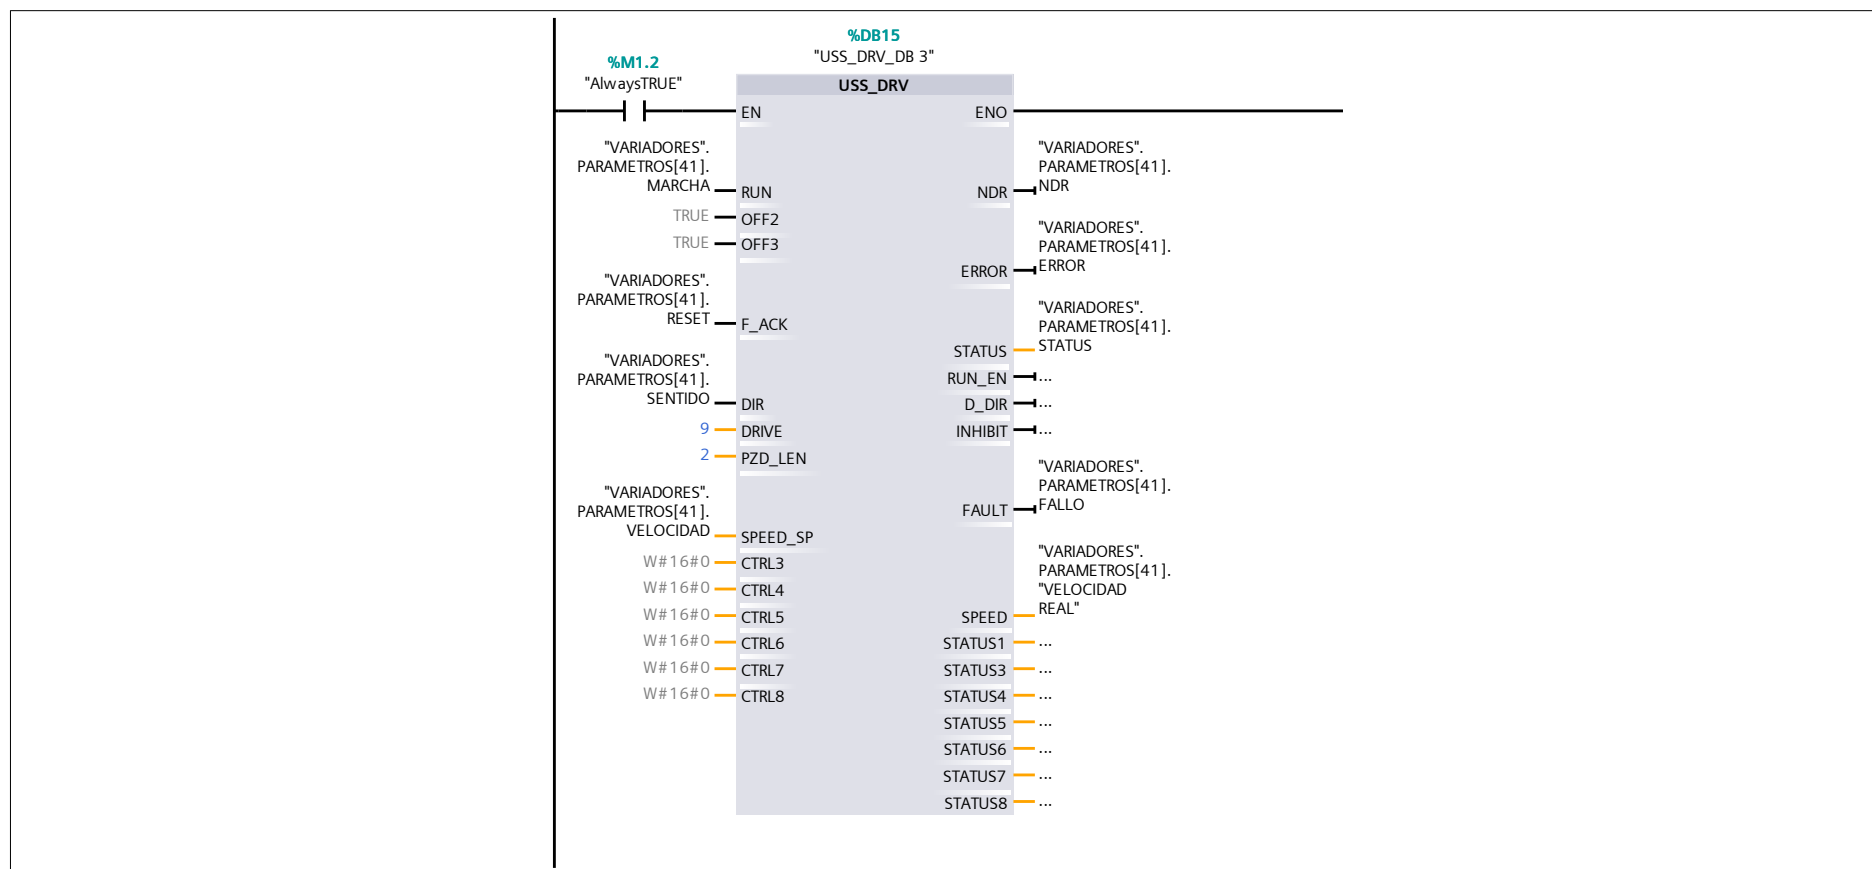 %DB15
"USS_DRV_DB 3"
%M1.2
"AlwaysTRUE"
USS_DRV
EN
ENO
"VARIADORES".
PARAMETROS[41].
MARCHA
RUN
"VARIADORES".
PARAMETROS[41].
NDR
NDR
TRUE
OFF2
TRUE
OFF3
"VARIADORES".
PARAMETROS[41].
ERROR
ERROR
"VARIADORES".
PARAMETROS[41].
RESET
F_ACK
"VARIADORES".
PARAMETROS[41].
STATUS
STATUS
"VARIADORES".
PARAMETROS[41].
SENTIDO
DIR
RUN_EN
...
D_DIR
...
9
DRIVE
INHIBIT
...
2
PZD_LEN
"VARIADORES".
PARAMETROS[41].
FALLO
FAULT
"VARIADORES".
PARAMETROS[41].
VELOCIDAD
SPEED_SP
W#16#0
CTRL3
W#16#0
CTRL4
W#16#0
CTRL5
"VARIADORES".
PARAMETROS[41].
"VELOCIDAD
REAL"
SPEED
W#16#0
CTRL6
STATUS1
...
W#16#0
CTRL7
STATUS3
...
W#16#0
CTRL8
STATUS4
...
STATUS5
...
STATUS6
...
STATUS7
...
STATUS8
...